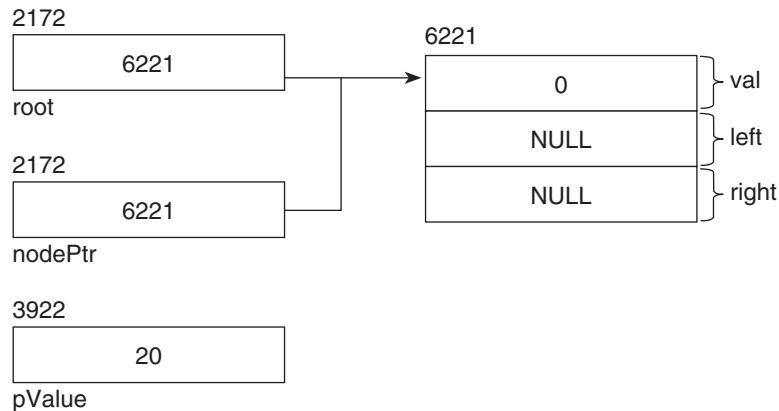 2172
6221
root
2172
6221
nodePtr
3922
20
pValue
6221
0
val
NULL
left
NULL
right